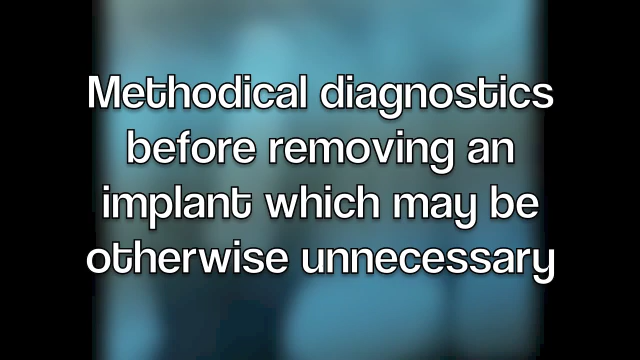 Methodical diagnostics
before removing an
implant which may be
otherwise unnecessary